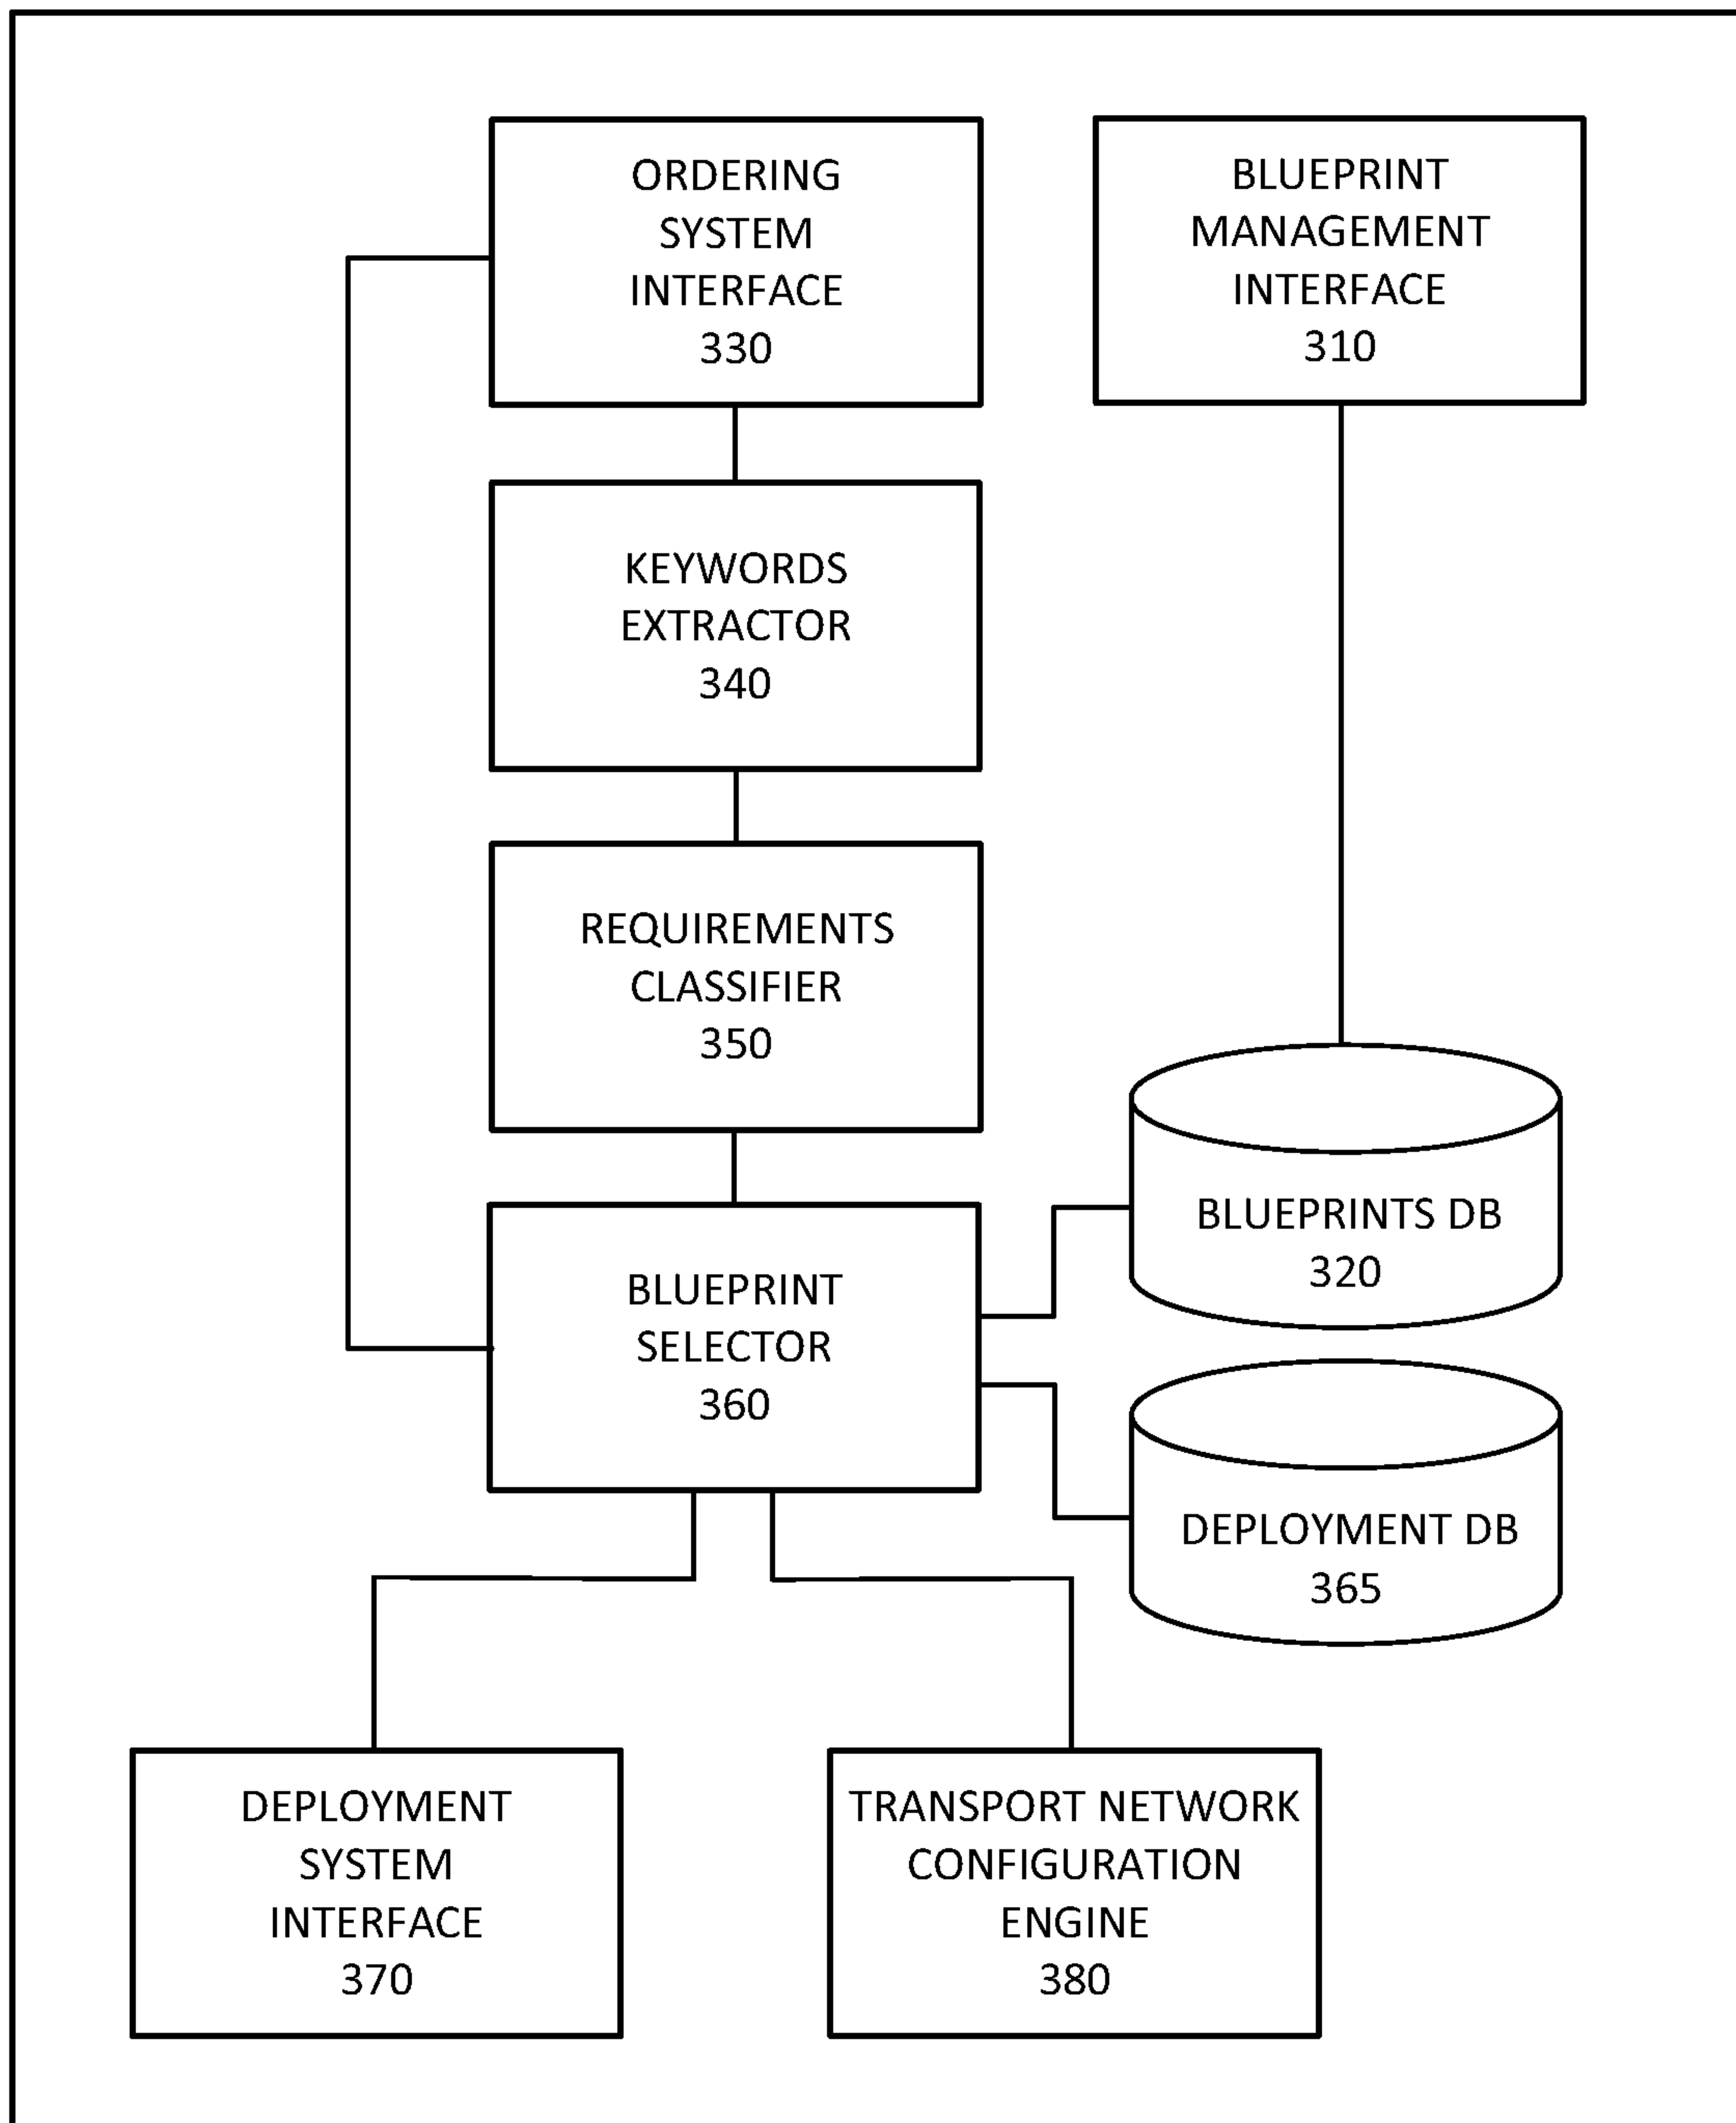 ORDERING
SYSTEM
INTERFACE
330
BLUEPRINT
MANAGEMENT
INTERFACE
310
KEYWORDS
EXTRACTOR
340
REQUIREMENTS
CLASSIFIER
350
BLUEPRINT
SELECTOR
360
BLUEPRINTS DB
320
DEPLOYMENT DB
365
DEPLOYMENT
SYSTEM
INTERFACE
370
TRANSPORT NETWORK
CONFIGURATION
ENGINE
380